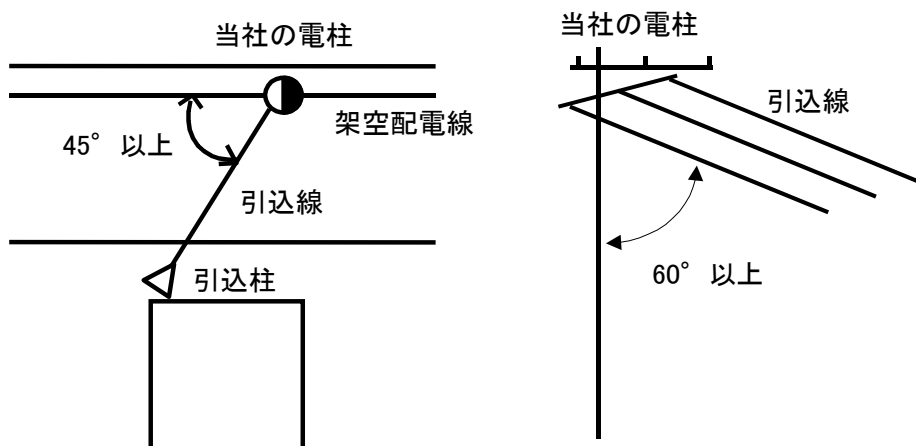 当社の電柱
架空配電線
45° 以上
引込線
引込柱
当社の電柱
引込線
60° 以上